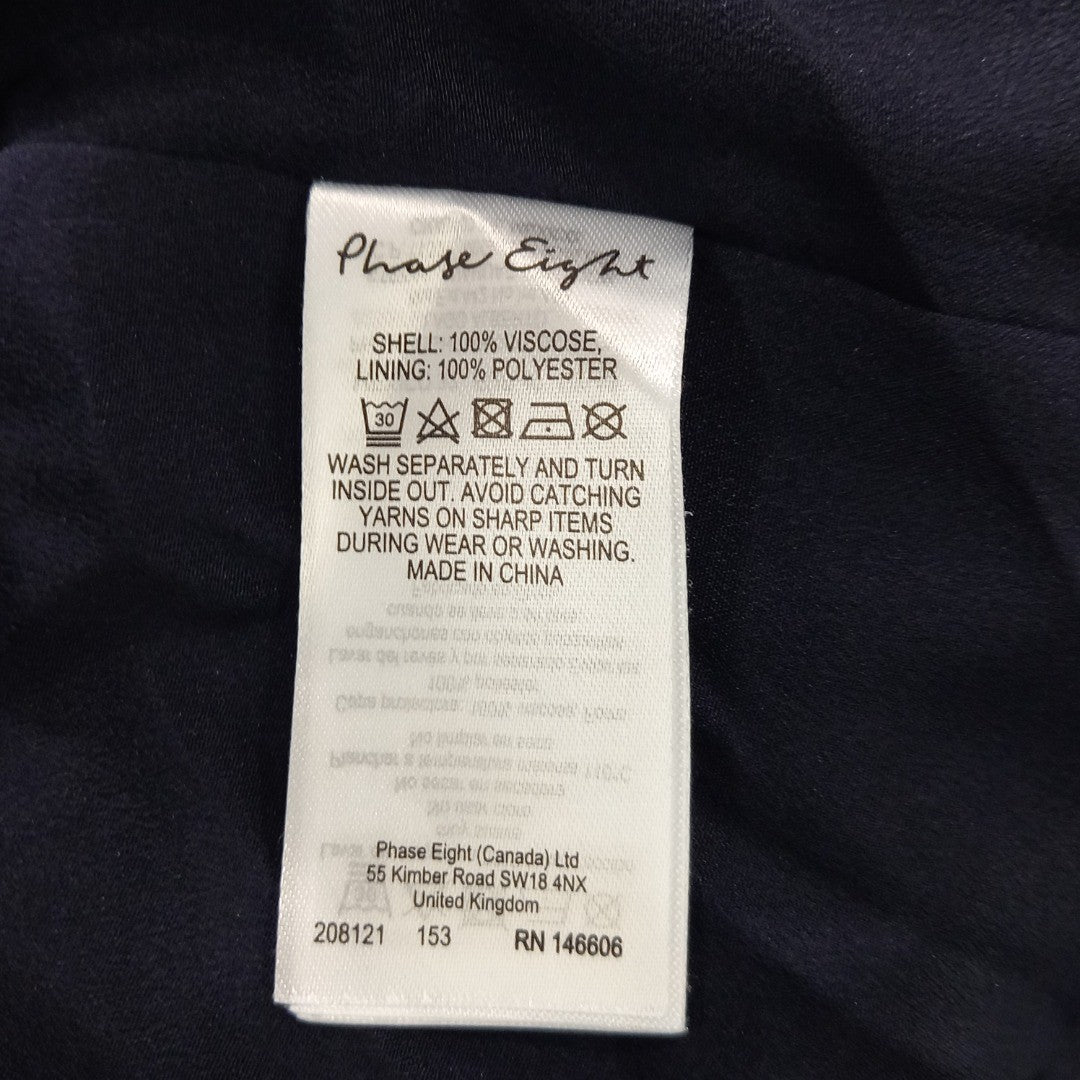 Phase Eight
SHELL: 100% VISCOSE,
LINING: 100% POLYESTER
30
WASH SEPARATELY AND TURN
INSIDE OUT. AVOID CATCHING
YARNS ON SHARP ITEMS
DURING WEAR OR WASHING.
MADE IN CHINA
Phase Eight (Canada) Ltd
55 Kimber Road SW18 4NX
United Kingdom
208121 153 RN 146606